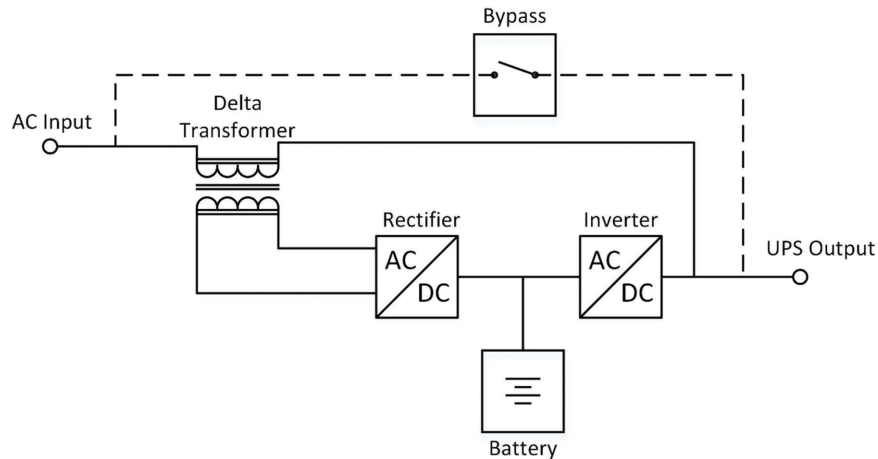 Bypass
AC Input
Delta
Transformer
Rectifier
Inverter
AC
DC
AC
DC
UPS Output
Battery